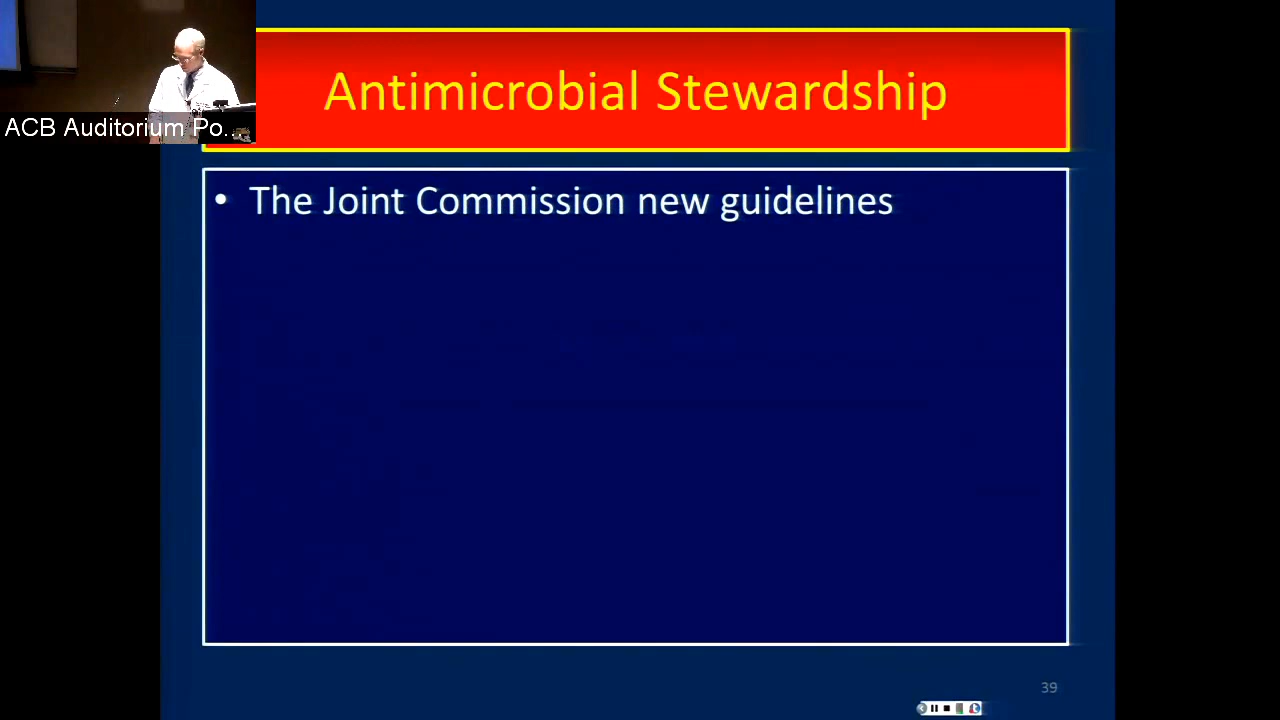 Antimicrobial Stewardship
ACB Auditorium Po...
• The Joint Commission new guidelines
39